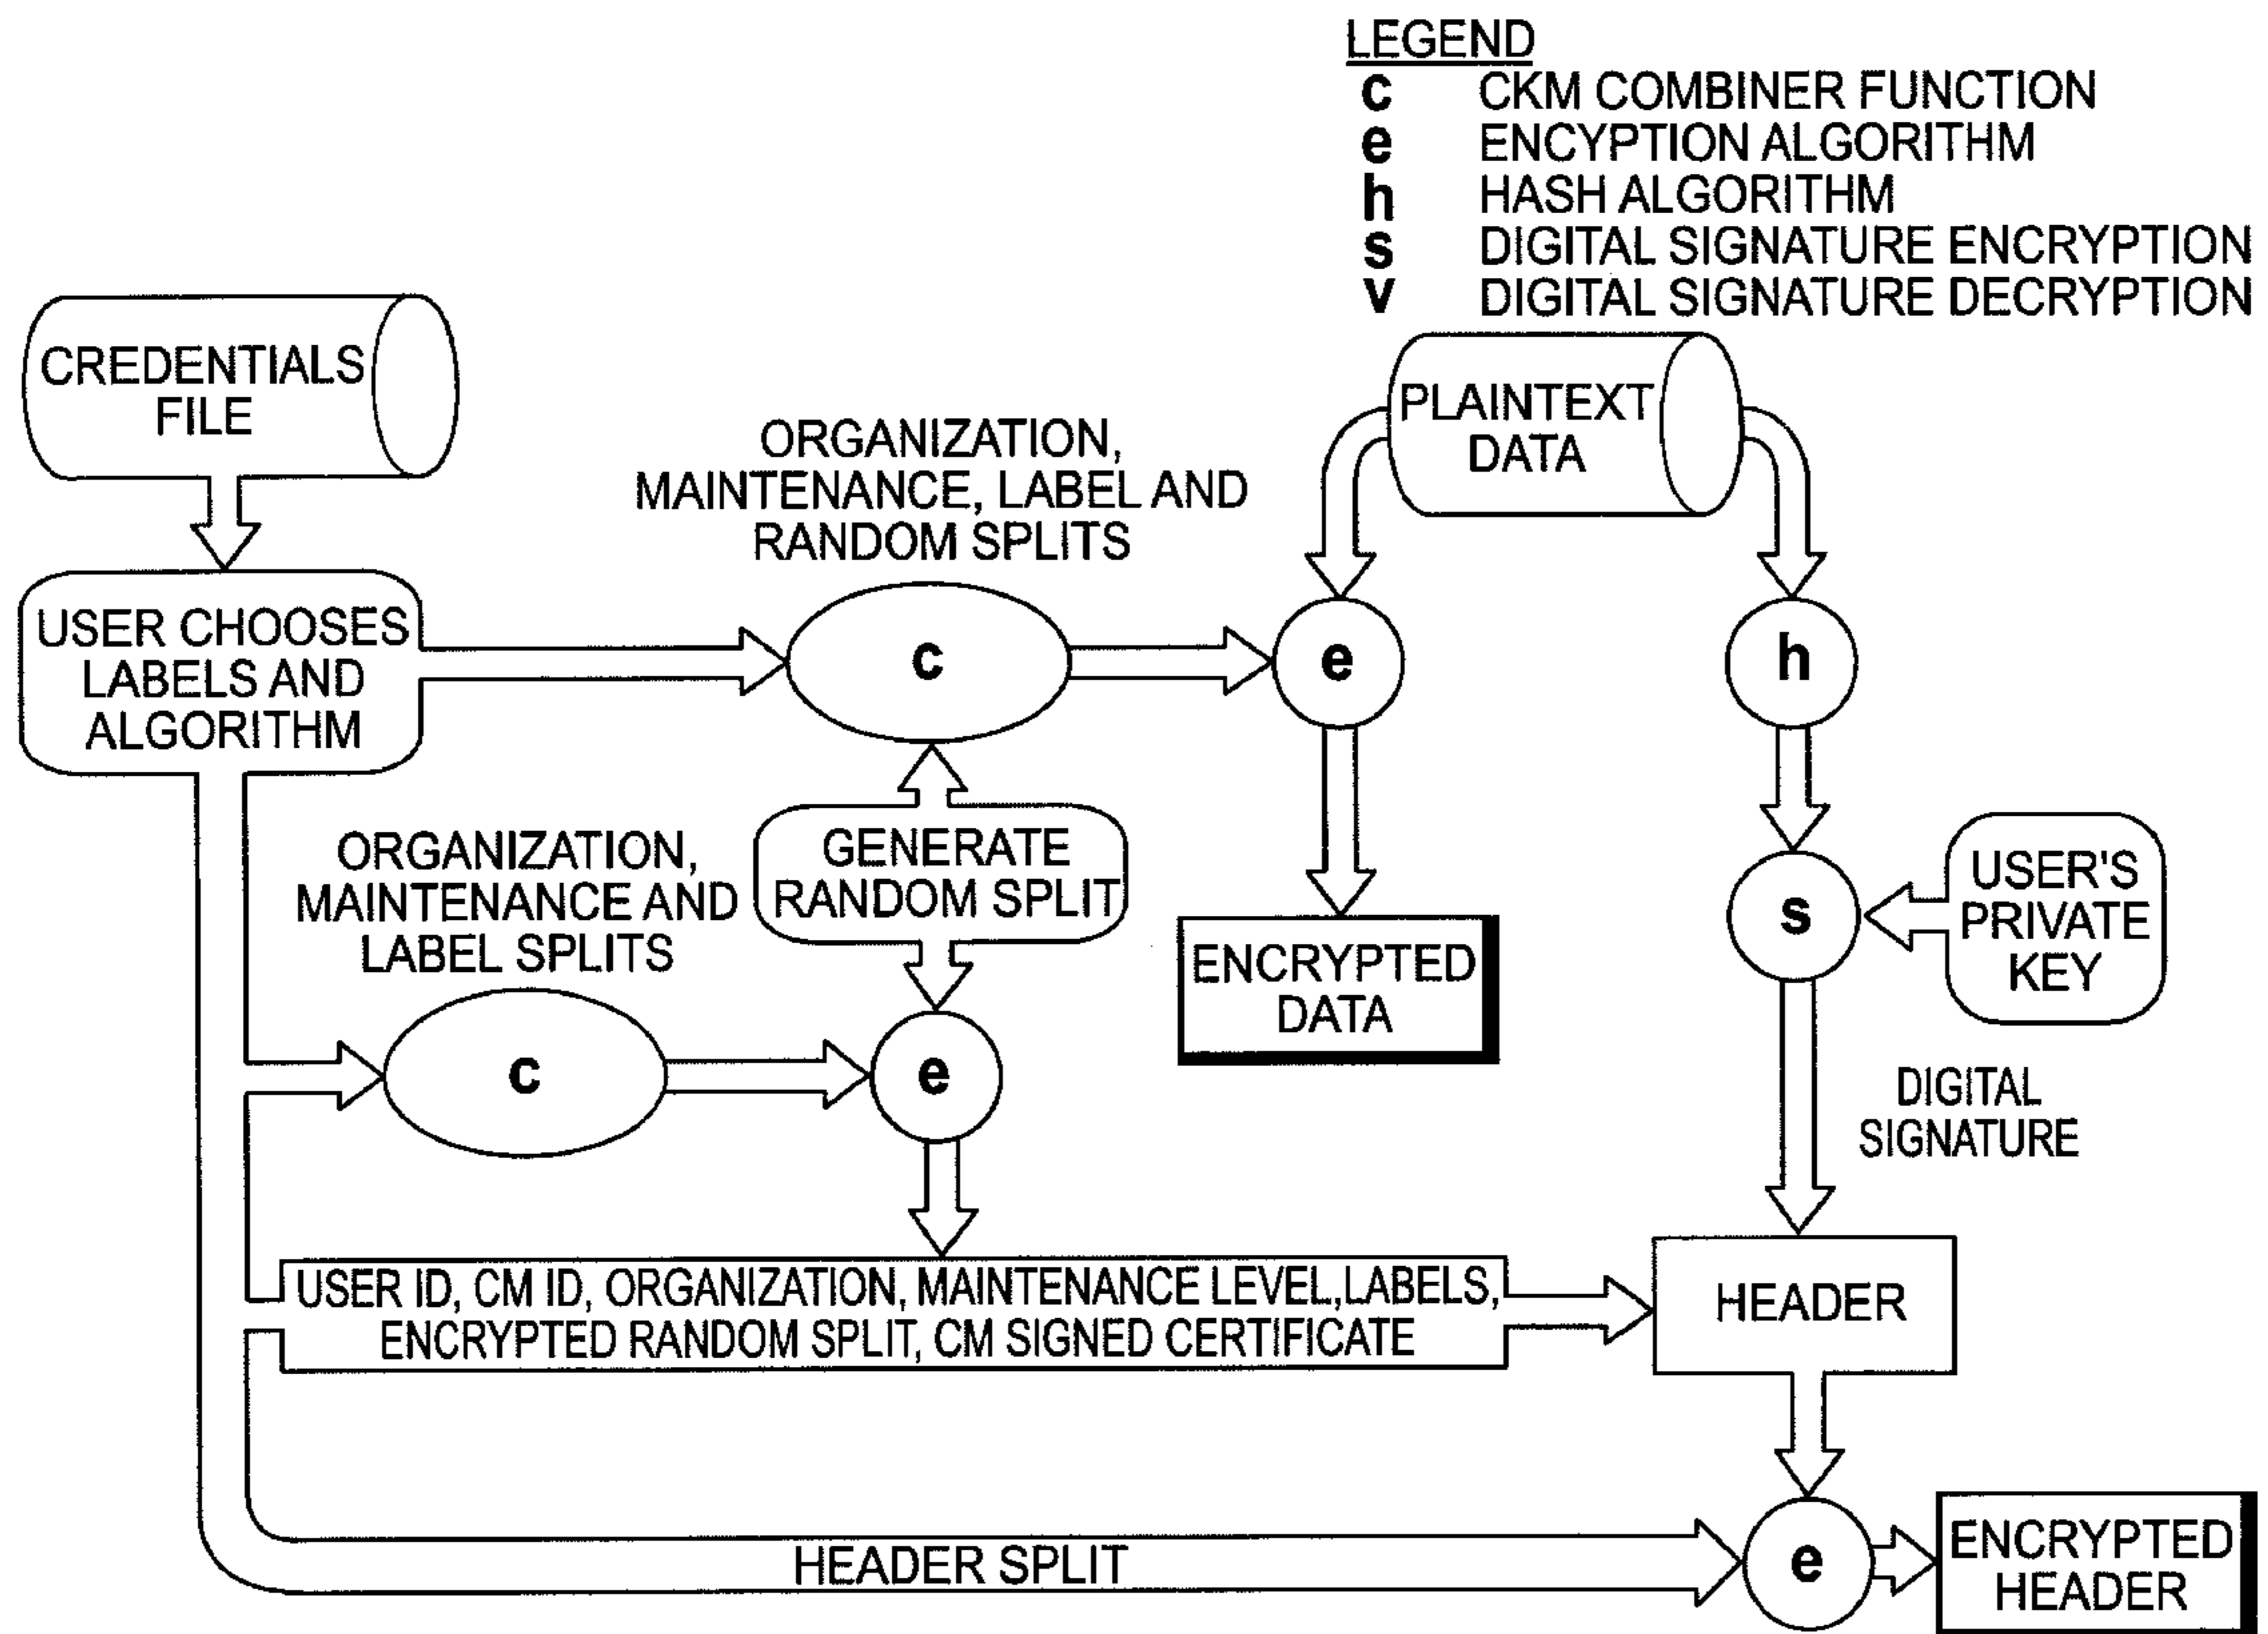 LEGEND
c CKM COMBINER FUNCTION
e ENCYPTION ALGORITHM
h HASH ALGORITHM
s DIGITAL SIGNATURE ENCRYPTION
v DIGITAL SIGNATURE DECRYPTION
CREDENTIALS
FILE
PLAINTEXT
DATA
ORGANIZATION,
MAINTENANCE, LABEL AND
RANDOM SPLITS
USER CHOOSES
LABELS AND
ALGORITHM
c
e
h
ORGANIZATION,
MAINTENANCE AND
LABEL SPLITS
GENERATE
RANDOM SPLIT
ENCRYPTED
DATA
s
USER'S
PRIVATE
KEY
c
e
DIGITAL
SIGNATURE
USER ID, CM ID, ORGANIZATION, MAINTENANCE LEVEL,LABELS,
ENCRYPTED RANDOM SPLIT, CM SIGNED CERTIFICATE
HEADER
HEADER SPLIT
e
ENCRYPTED
HEADER